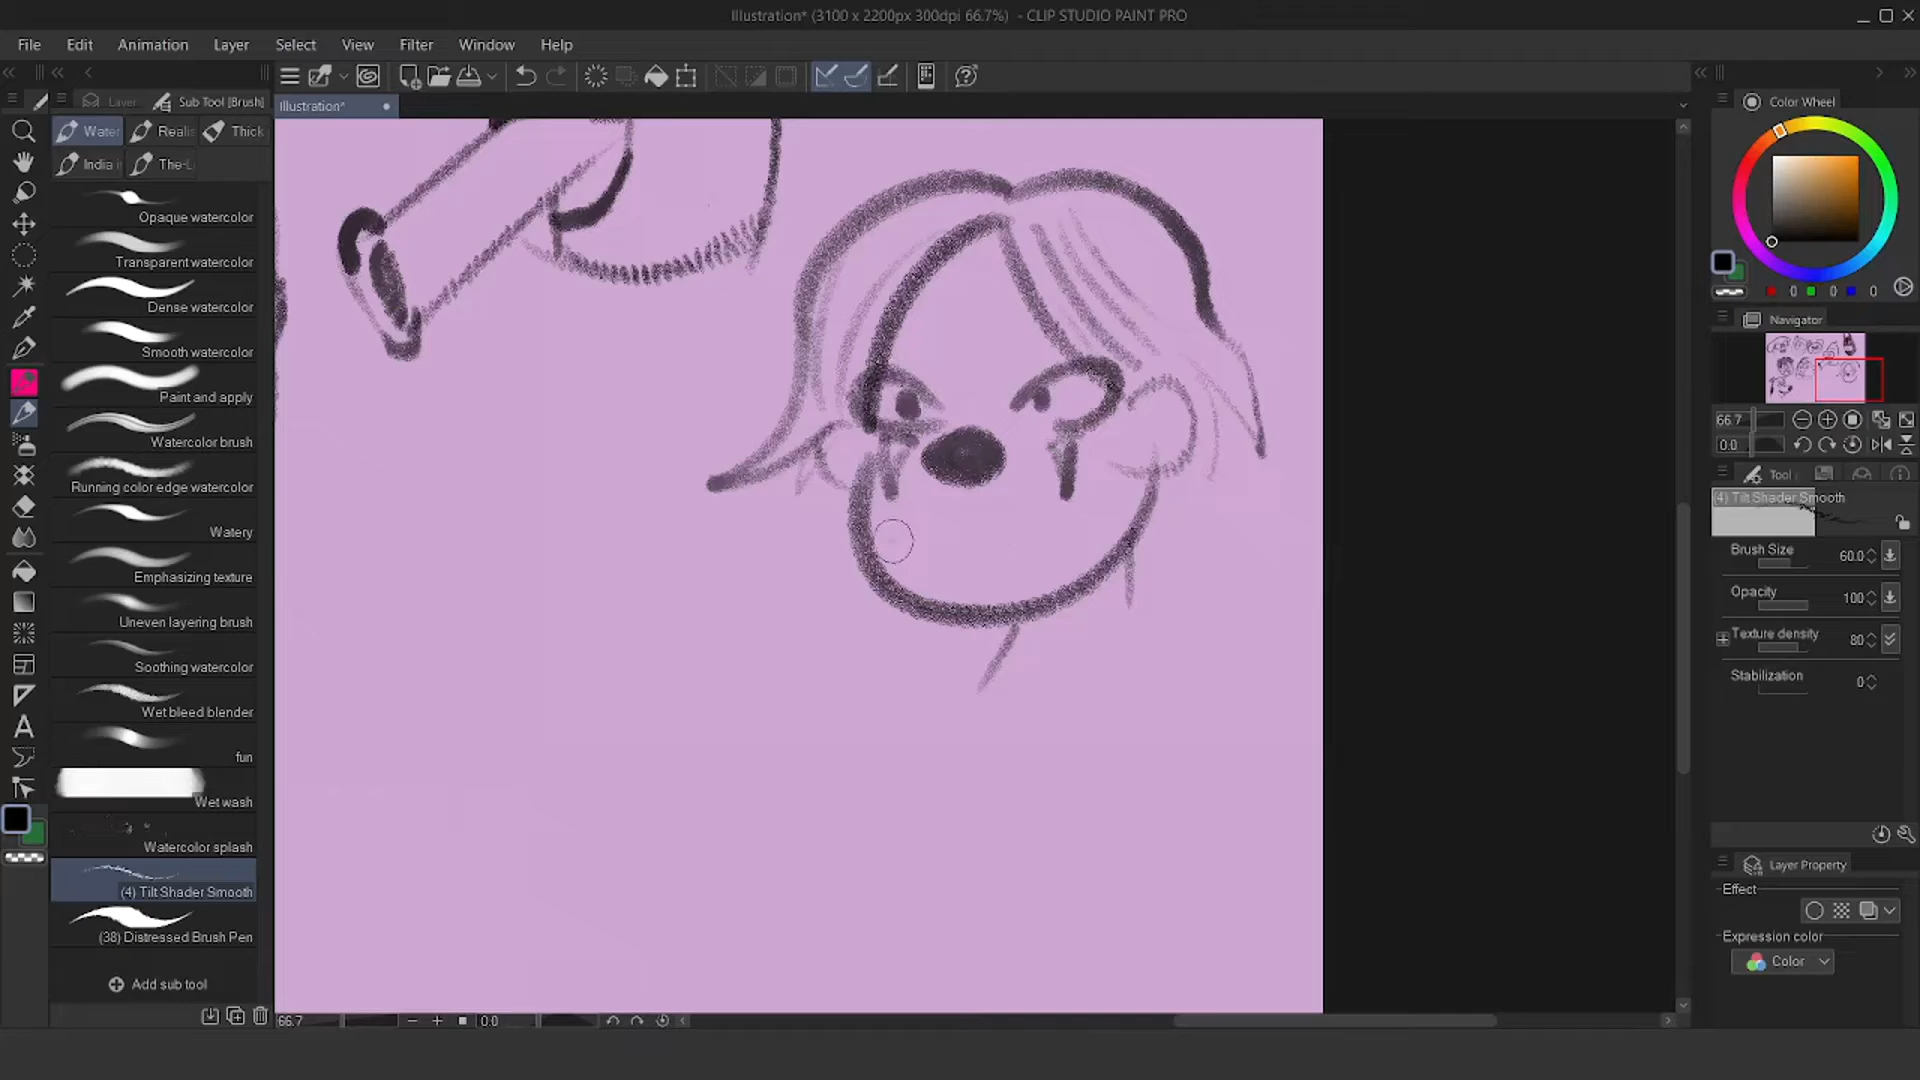 Illustration* (3100 x 2200px 300dpi 66.7%) - CLIP STUDIO PAINT PRO
File Edit Animation Layer Select View Filter Window Help
Layer Sub Tool [Brush] Illustration* Color Wheel
Water Realis Thick
India i The-L
Opaque watercolor
Transparent watercolor
Dense watercolor
Smooth watercolor
Paint and apply
Watercolor brush
Running color edge watercolor
Watery
Emphasizing texture
Uneven layering brush
Soothing watercolor
Wet bleed blender
fun
Wet wash
Watercolor splash
(4) Tilt Shader Smooth
(38) Distressed Brush Pen
Add sub tool
66.7 0.0
0 0 0
Navigator
66.7
0.0
Tool
(4) Tilt Shader Smooth
Brush Size 60.0
Opacity 100
Texture density 80
Stabilization 0
Layer Property
Effect
Expression color
Color